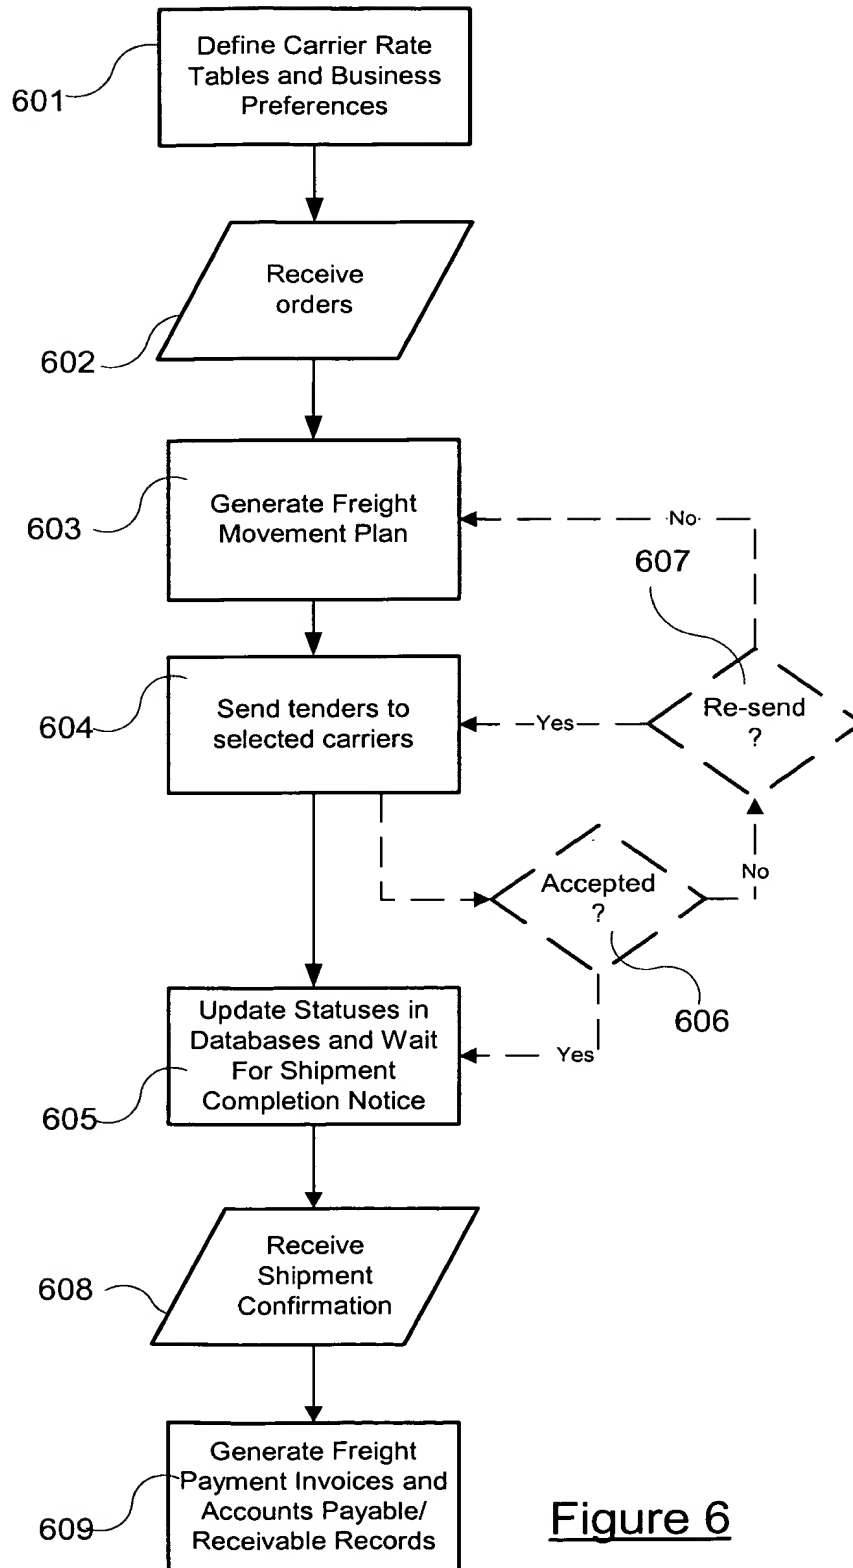 Define Carrier Rate
Tables and Business
Preferences
601
Receive
orders
602
Generate Freight
Movement Plan
603
No
607
Send tenders to
selected carriers
604
Yes
Re-send
?
No
Accepted
?
606
Yes
Update Statuses in
Databases and Wait
For Shipment
Completion Notice
605
Receive
Shipment
Confirmation
608
Generate Freight
Payment Invoices and
Accounts Payable/
Receivable Records
609
Figure 6